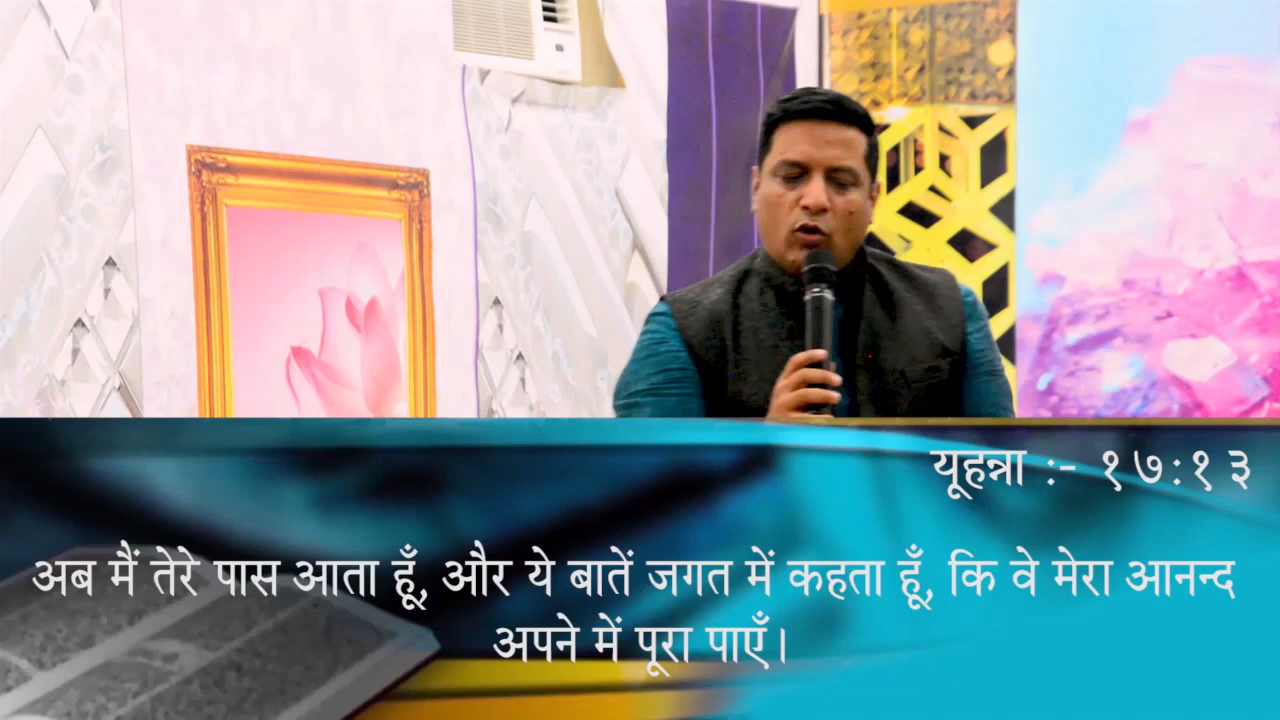 यूहन्ना :- १७:१३
अब मैं तेरे पास आता हूँ, और ये बातें जगत में कहता हूँ, कि वे मेरा आनन्द
अपने में पूरा पाएँ।